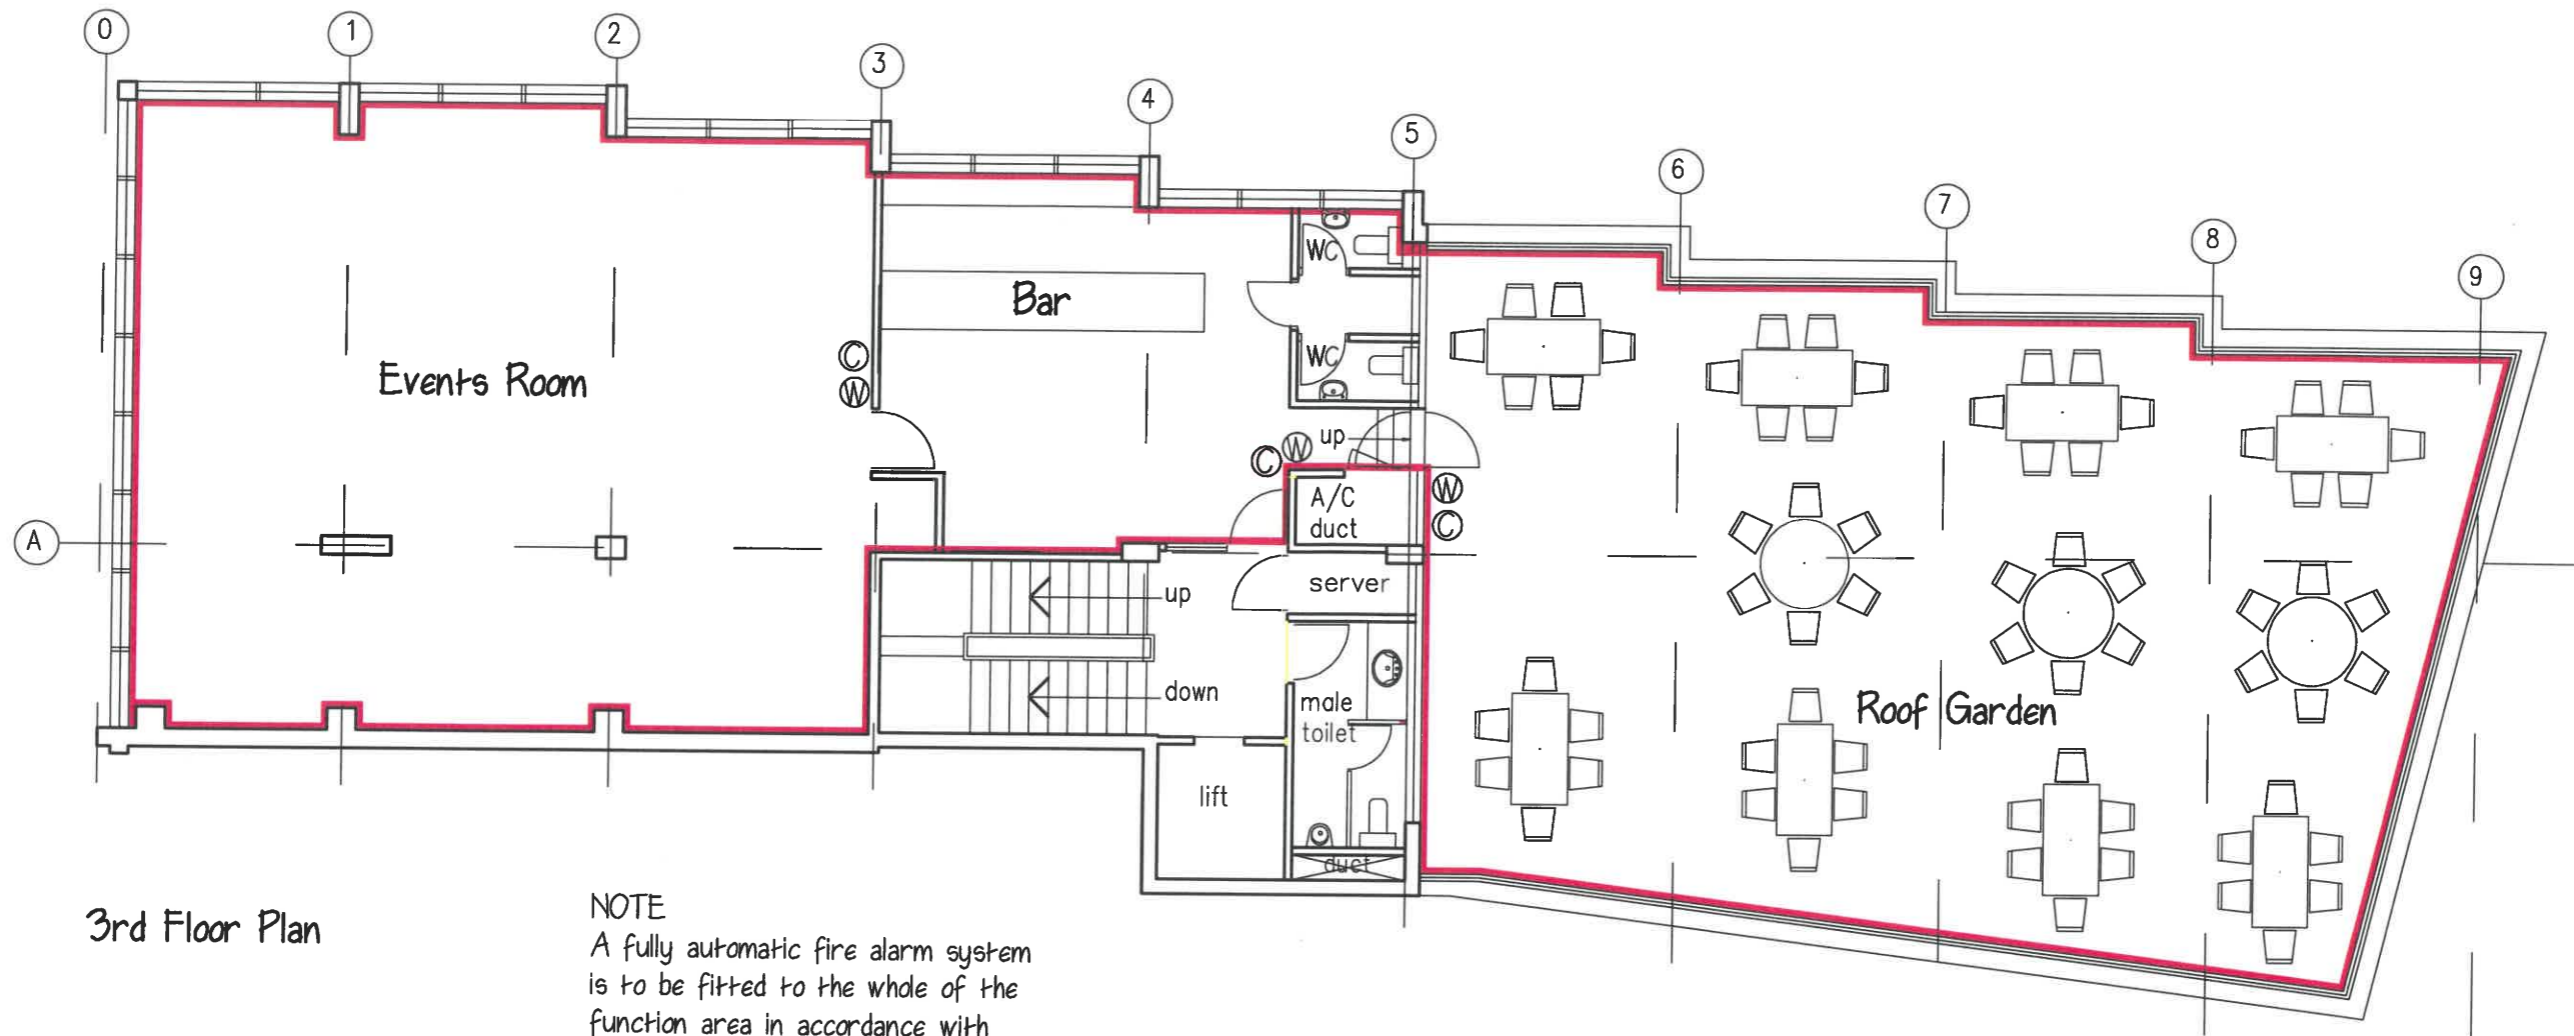 0
1
2
3
4
5
6
7
8
9
WC
Bar
WC
C
W
Events Room
up
W
C
W
A/C
duct
C
A
server
up
down
male
toilet
Roof Garden
lift
duct
3rd Floor Plan
NOTE
A fully automatic fire alarm system
is to be fitted to the whole of the
function area in accordance with